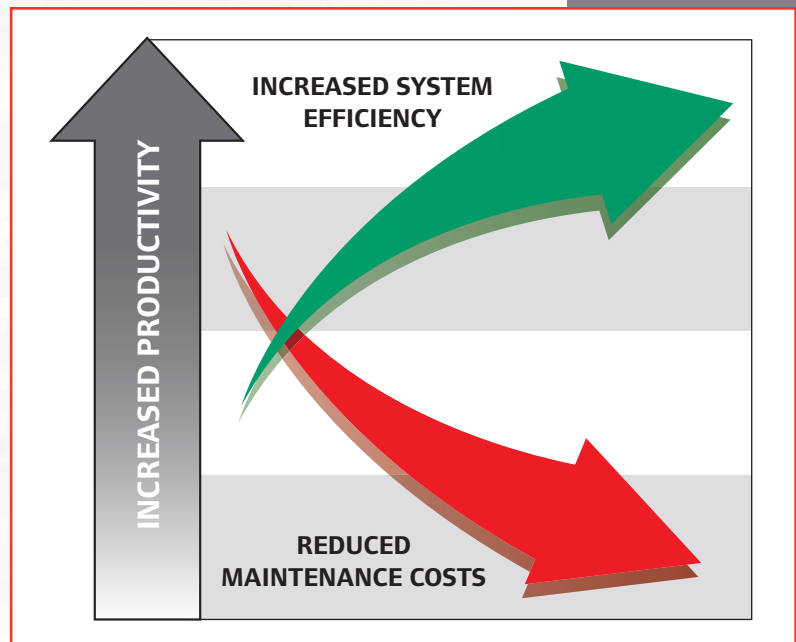 INCREASED SYSTEM
EFFICIENCY
INCREASED PRODUCTIVITY
REDUCED
MAINTENANCE COSTS